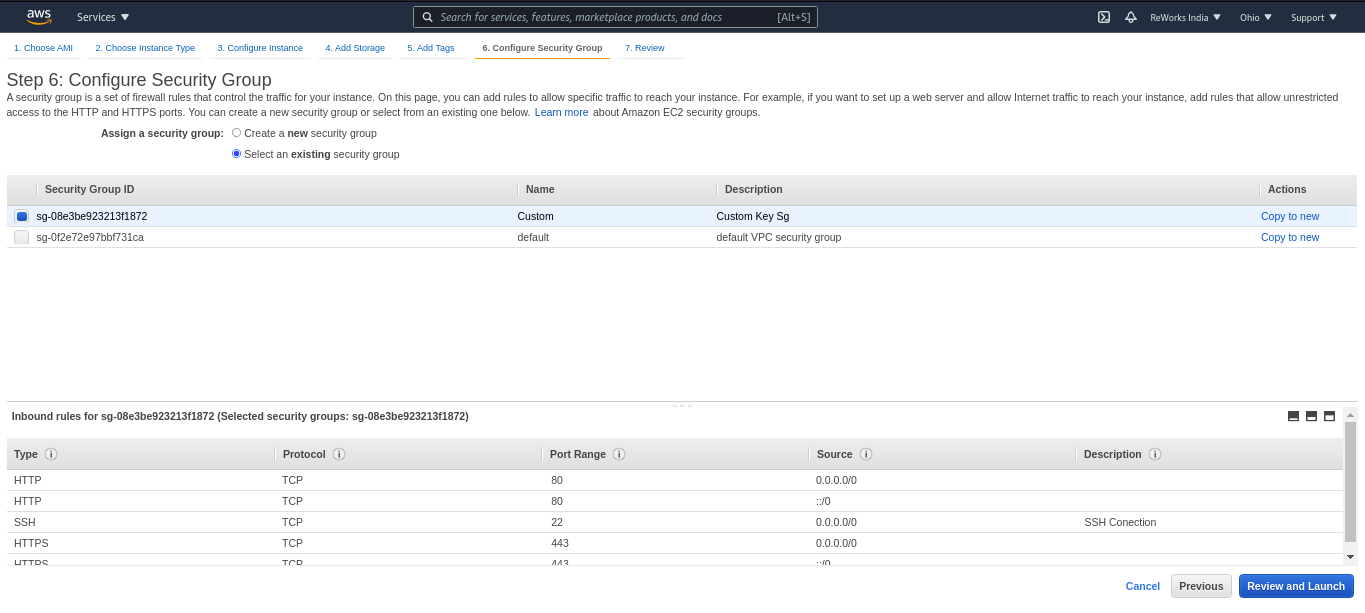 aws Services Search for services, features, marketplace products, and docs [Alt+S] ReWorks India Ohio Support
1. Choose AMI 2. Choose Instance Type 3. Configure Instance 4. Add Storage 5. Add Tags 6. Configure Security Group 7. Review
Step 6: Configure Security Group
A security group is a set of firewall rules that control the traffic for your instance. On this page, you can add rules to allow specific traffic to reach your instance. For example, if you want to set up a web server and allow Internet traffic to reach your instance, add rules that allow unrestricted
access to the HTTP and HTTPS ports. You can create a new security group or select from an existing one below. Learn more about Amazon EC2 security groups.
Assign a security group: Create a new security group
Select an existing security group
Security Group ID Name Description Actions
sg-08e3be923213f1872 Custom Custom Key Sg Copy to new
sg-0f2e72e97bbf731ca default default VPC security group Copy to new
Inbound rules for sg-08e3be923213f1872 (Selected security groups: sg-08e3be923213f1872)
Type i Protocol i Port Range i Source i Description i
HTTP TCP 80 0.0.0.0/0
HTTP TCP 80 ::/0
SSH TCP 22 0.0.0.0/0 SSH Conection
HTTPS TCP 443 0.0.0.0/0
HTTPS TCP 443 ::/0
Cancel Previous Review and Launch